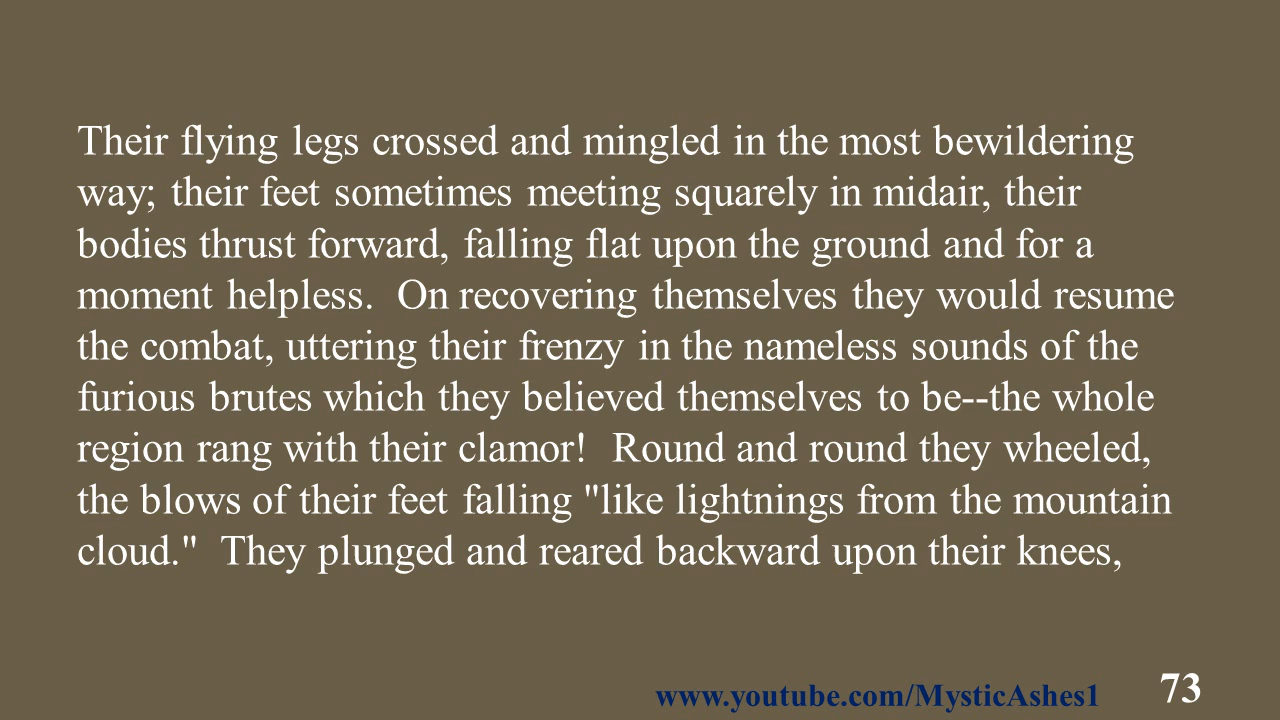 Their flying legs crossed and mingled in the most bewildering
way; their feet sometimes meeting squarely in midair, their
bodies thrust forward, falling flat upon the ground and for a
moment helpless.  On recovering themselves they would resume
the combat, uttering their frenzy in the nameless sounds of the
furious brutes which they believed themselves to be--the whole
region rang with their clamor!  Round and round they wheeled,
the blows of their feet falling "like lightnings from the mountain
cloud."  They plunged and reared backward upon their knees,
www.youtube.com/MysticAshes1
73